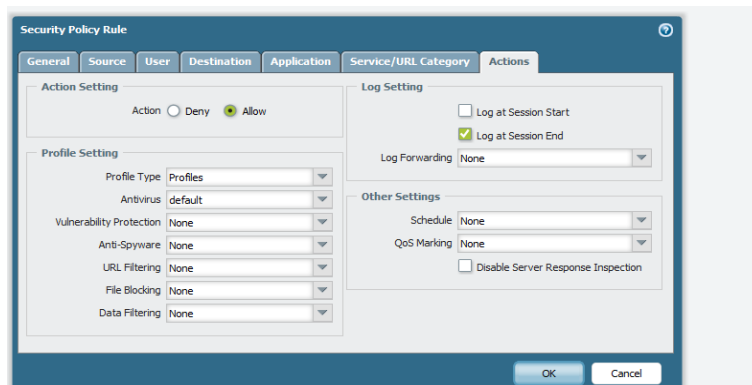 Security Policy Rule
General Source User Destination Application Service/URL Category Actions
Action Setting
Action Deny Allow
Profile Setting
Profile Type Profiles
Antivirus default
Vulnerability Protection None
Anti-Spyware None
URL Filtering None
File Blocking None
Data Filtering None
Log Setting
Log at Session Start
Log at Session End
Log Forwarding None
Other Settings
Schedule None
QoS Marking None
Disable Server Response Inspection
OK Cancel